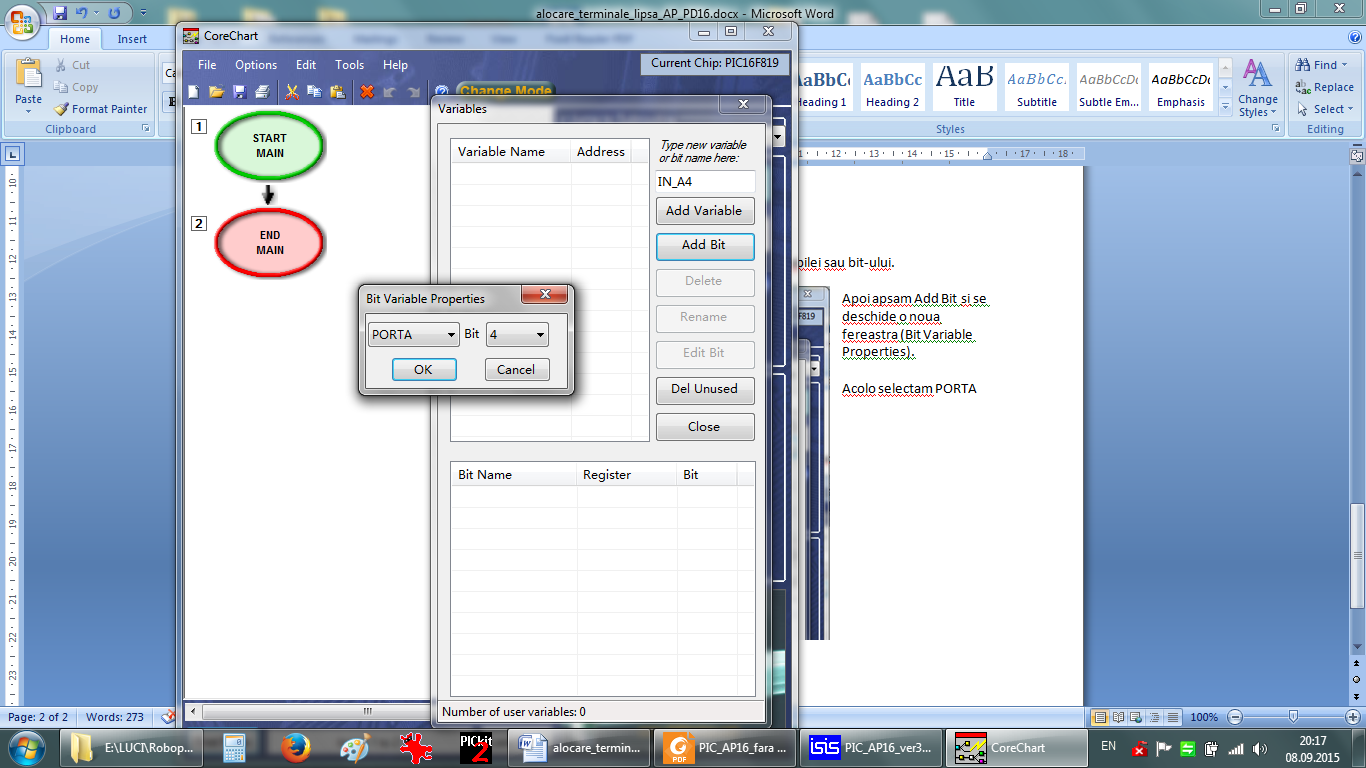 alocare_terminale_lipsa_AP_PD16.docx - Microsoft Word
Home Insert
Cut
Copy
Format Painter
Paste
Clipboard
Heading 1 Heading 2 Title Subtitle Subtle Em... Emphasis
Change Styles
Styles
Find
Replace
Select
Editing
CoreChart
File Options Edit Tools Help
Current Chip: PIC16F819
Change Mode
1
START
MAIN
2
END
MAIN
Variables
Variable Name Address
Type new variable
or bit name here:
IN_A4
Add Variable
Add Bit
Delete
Rename
Edit Bit
Del Unused
Close
Bit Variable Properties
PORTA Bit 4
OK Cancel
Bit Name Register Bit
Number of user variables: 0
bilei sau bit-ului.
Apoi apsam Add Bit si se
deschide o noua
fereastra (Bit Variable
Properties).
Acolo selectam PORTA
Page: 2 of 2 Words: 273
100%
E:\LUCI\Robop...
PICkit 2
alocare_termin...
PIC_AP16_fara ...
PDF
isis
PIC_AP16_ver3...
CoreChart
EN
20:17
08.09.2015